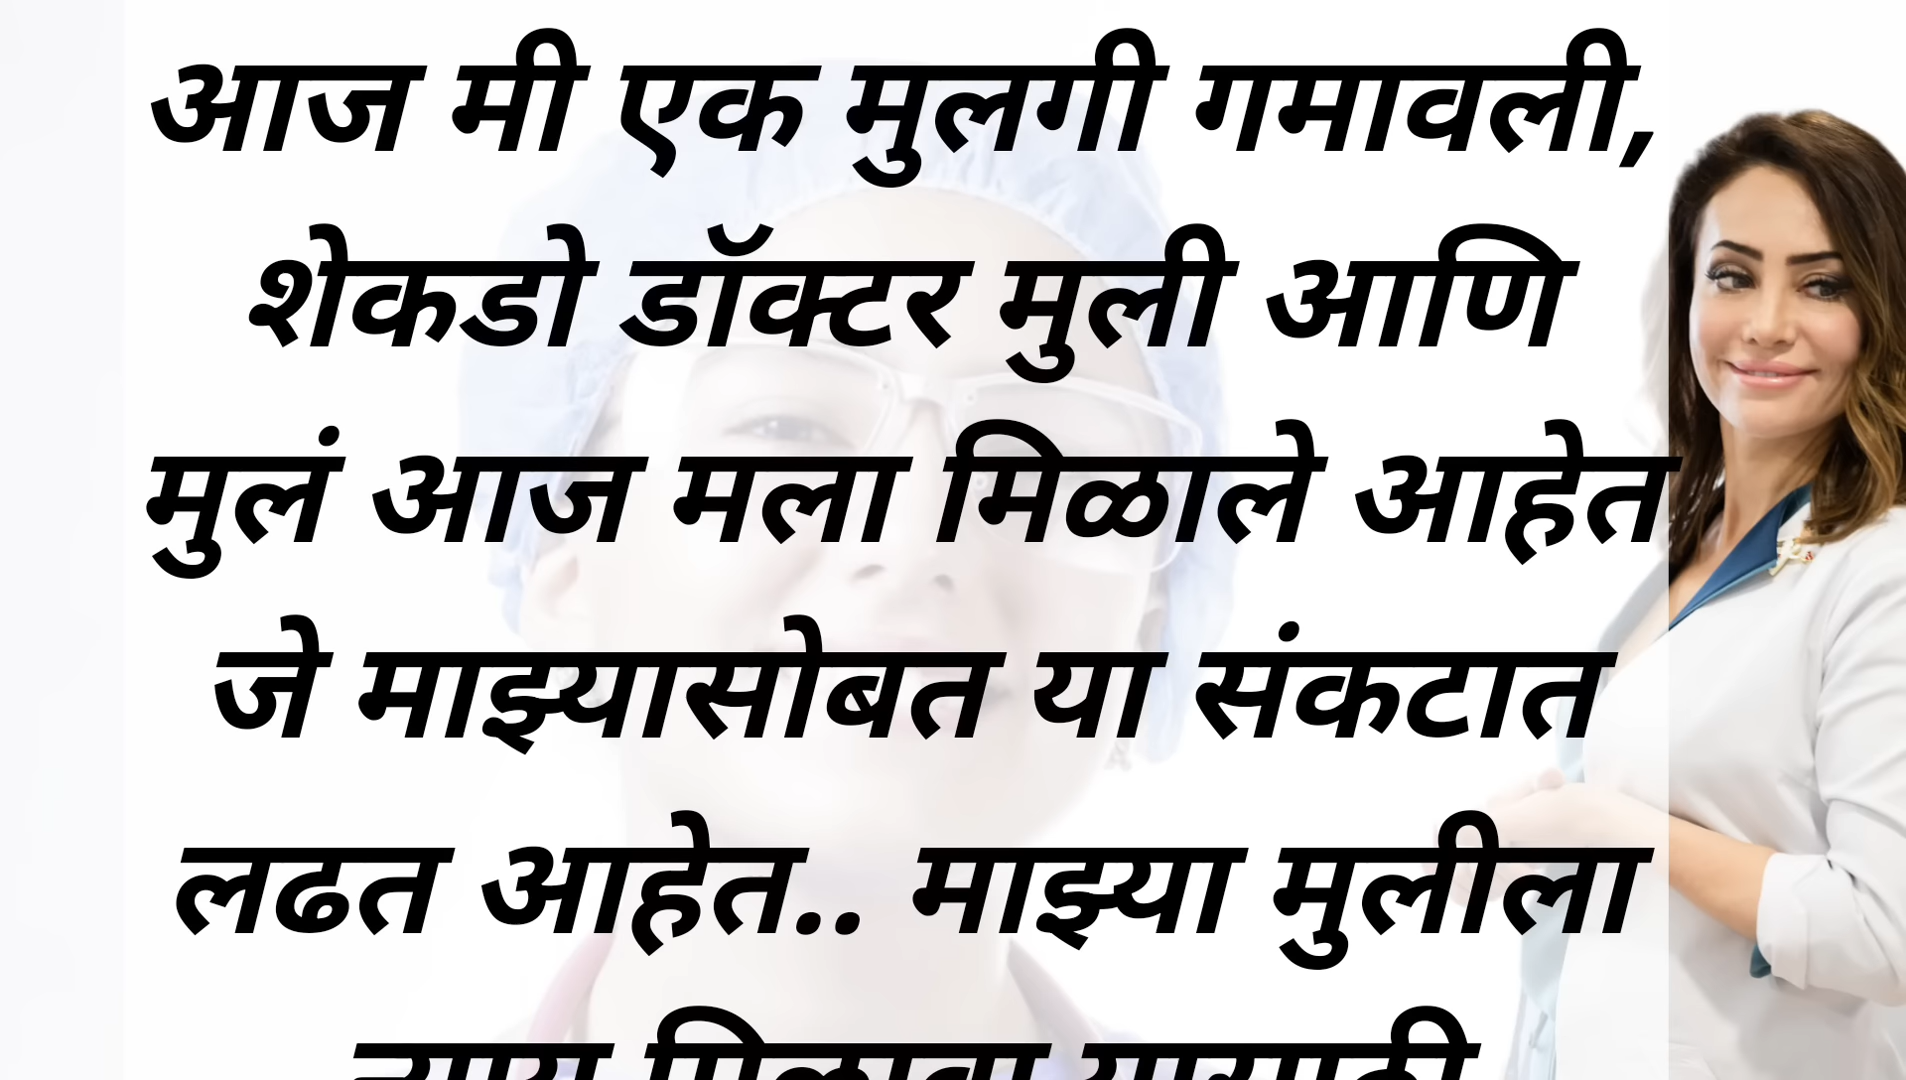 आज मी एक मुलगी गमावली,
शेकडो डॉक्टर मुली आणि
मुलं आज मला मिळाले आहेत
जे माझ्यासोबत या संकटात
लढत आहेत.. माझ्या मुलीला
न्याय मिळावा यासाठी